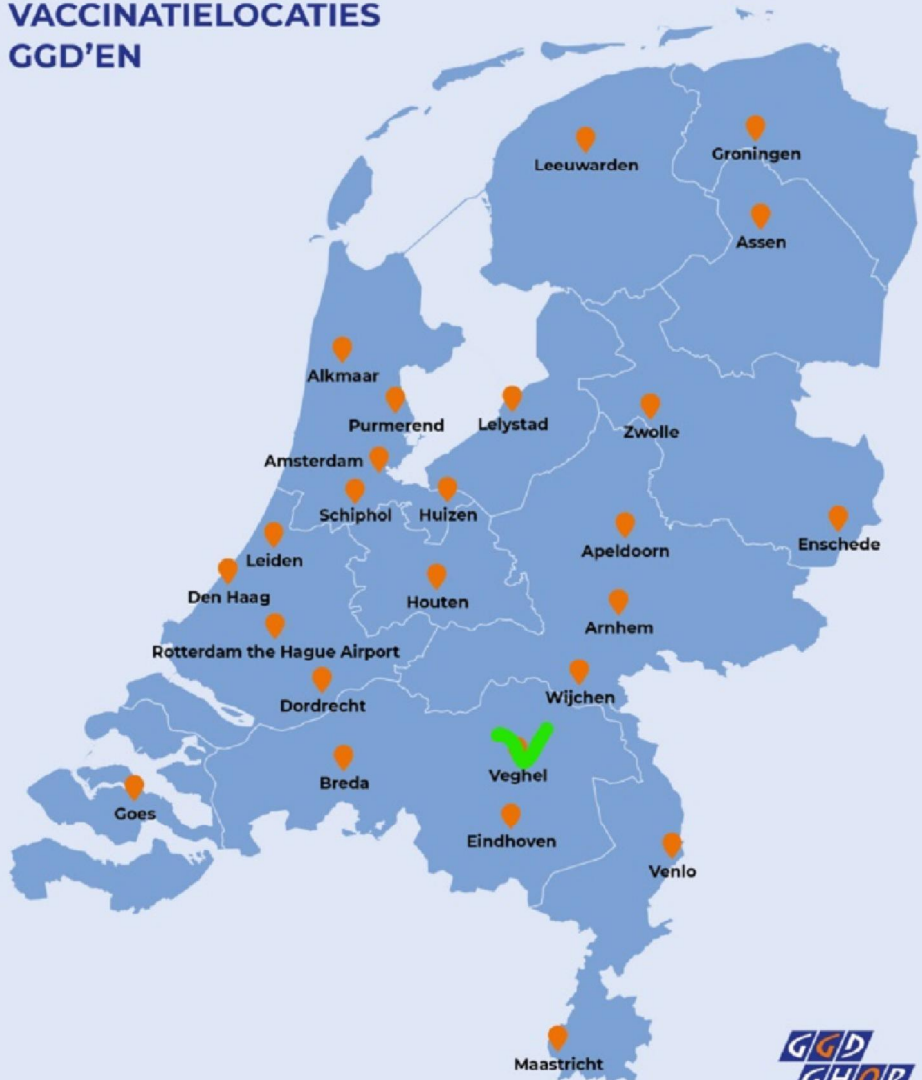 VACCINATIELOCATIES
GGD'EN
Leeuwarden
Groningen
Assen
Alkmaar
Purmerend
Lelystad
Zwolle
Amsterdam
Schiphol
Huizen
Enschede
Apeldoorn
Leiden
Den Haag
Houten
Arnhem
Rotterdam the Hague Airport
Wijchen
Dordrecht
Veghel
Breda
Goes
Eindhoven
Venlo
Maastricht
GGD
GHOR